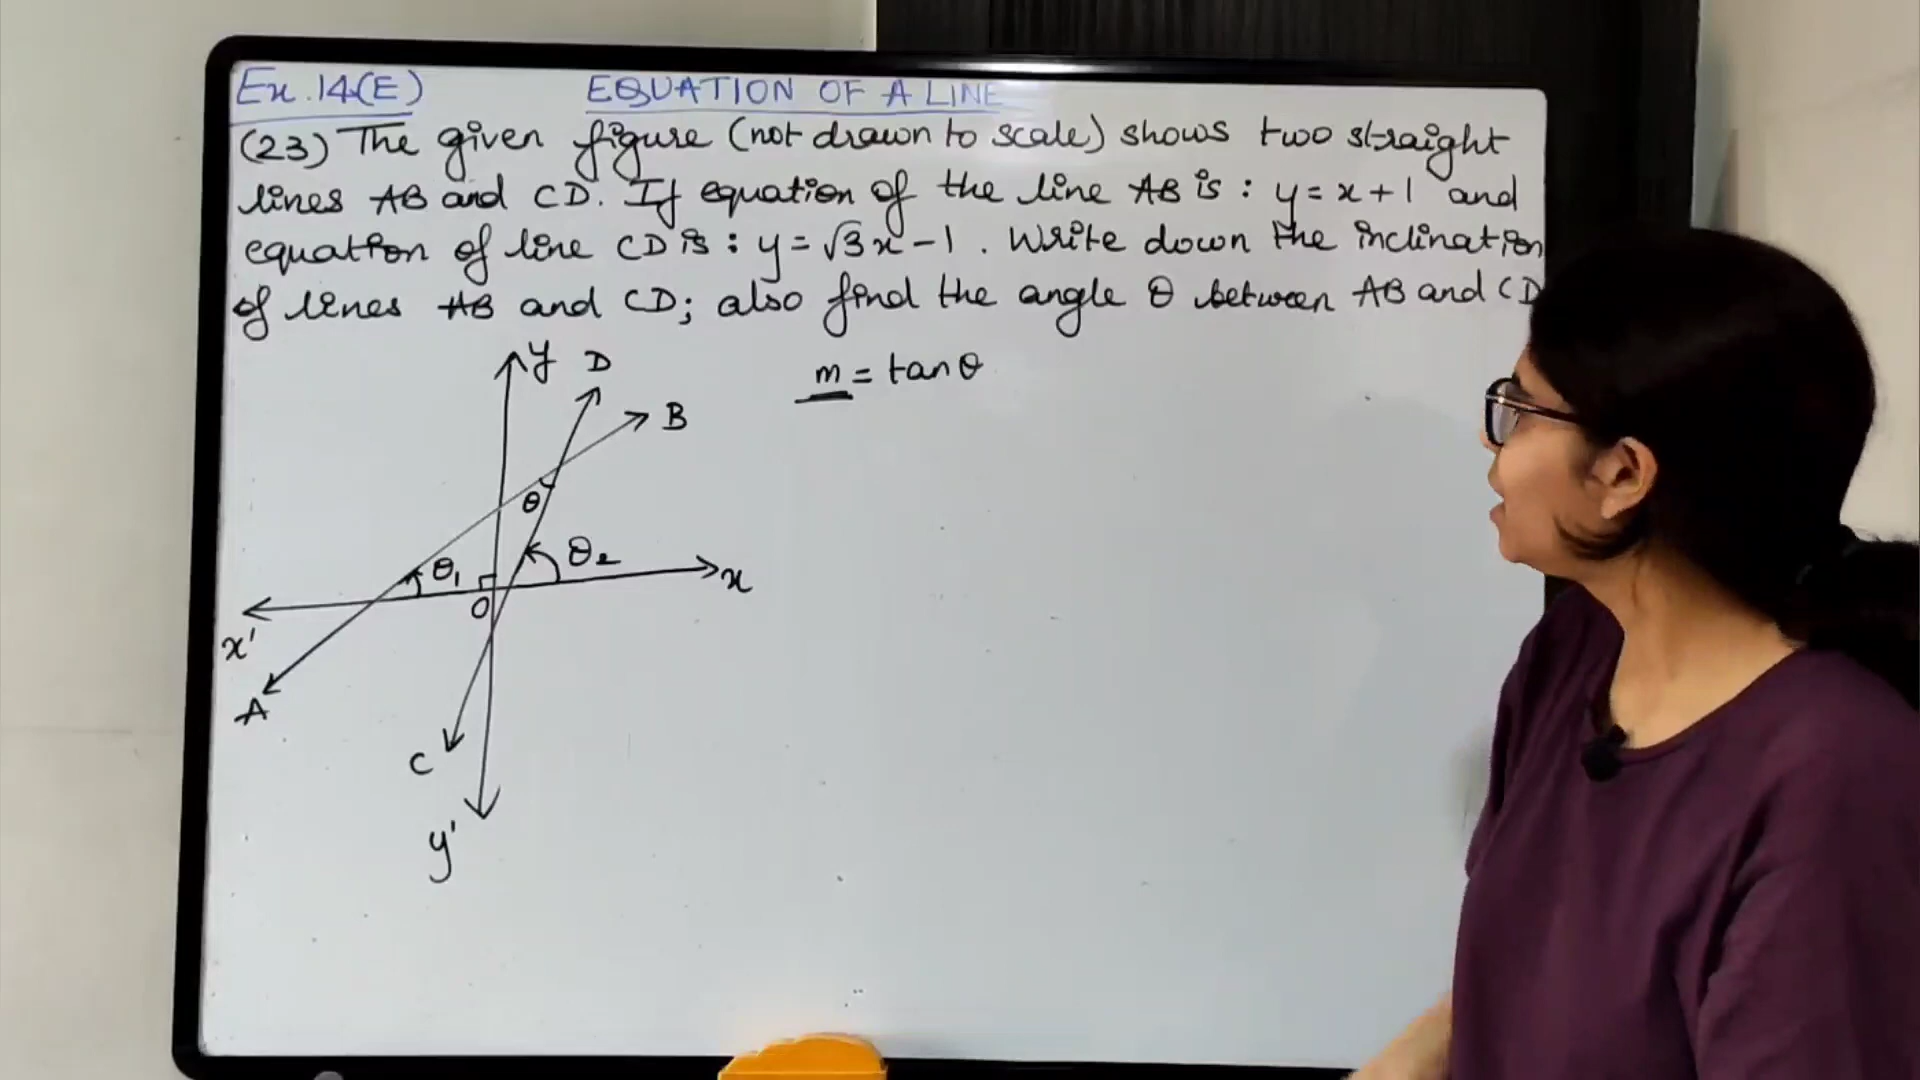 Ex.14(E)
EQUATION OF A LINE
(23) The given figure (not drawn to scale) shows two straight
lines AB and CD. If equation of the line AB is : y = x + 1 and
equation of line CD is : y = √3x - 1 . Write down the inclination
of lines AB and CD; also find the angle θ between AB and CD
m = tan θ
y
D
B
θ
θ₁
θ₂
O
x
x'
A
C
y'